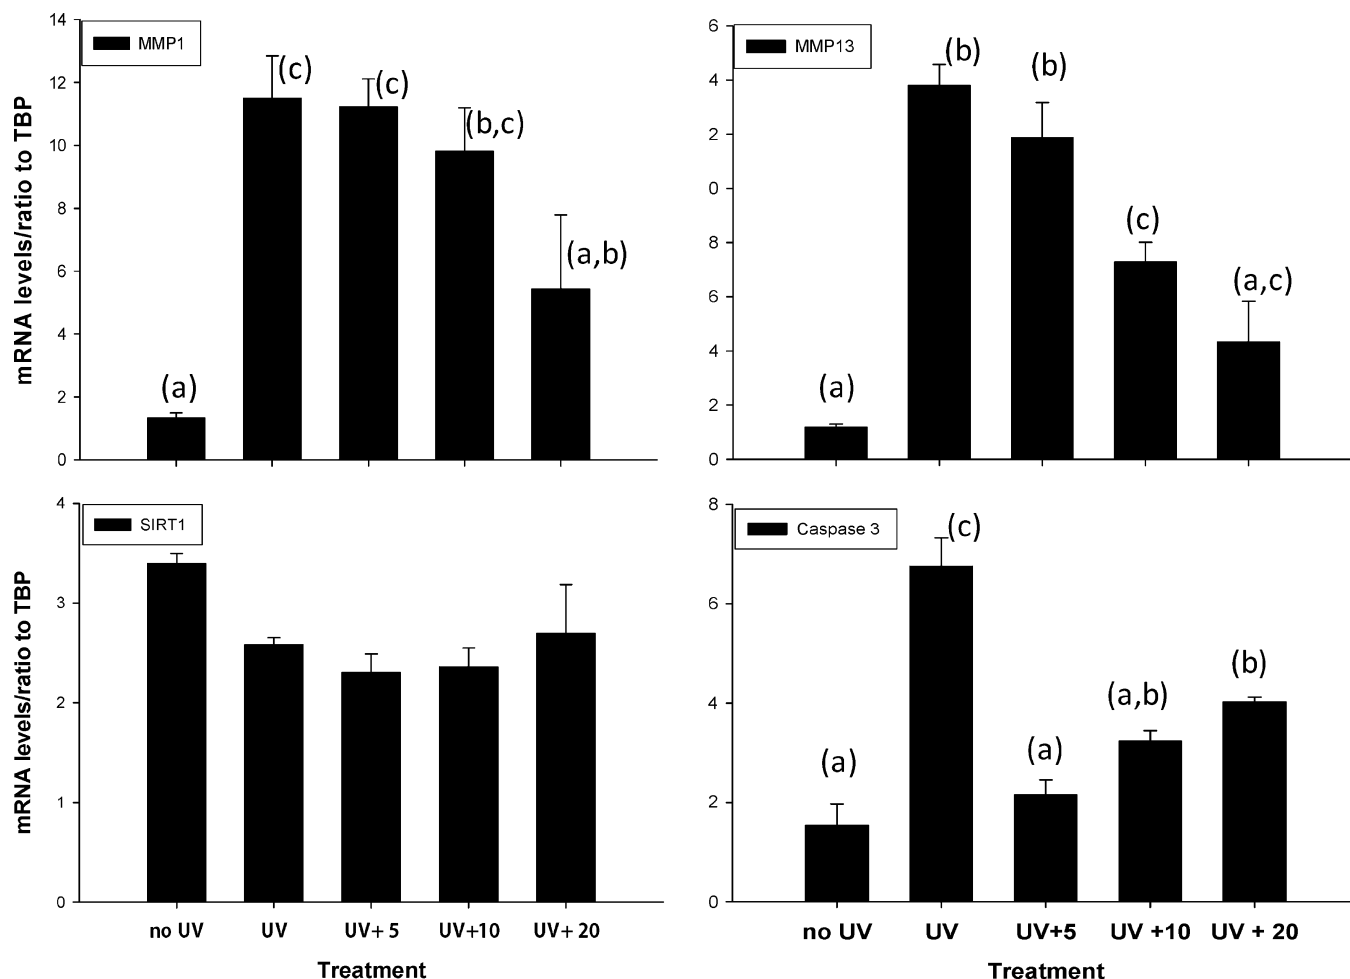 MMP1
14
12
10
8
6
4
2
0
mRNA levels/ratio to TBP
(a)
(c)
(c)
(b,c)
(a,b)
MMP13
6
4
2
0
8
6
4
2
0
(a)
(b)
(b)
(c)
(a,c)
SIRT1
4
3
2
1
0
mRNA levels/ratio to TBP
no UV
UV
UV+ 5
UV+10
UV+ 20
Treatment
Caspase 3
8
6
4
2
0
(a)
(c)
(a)
(a,b)
(b)
no UV
UV
UV+5
UV +10
UV + 20
Treatment